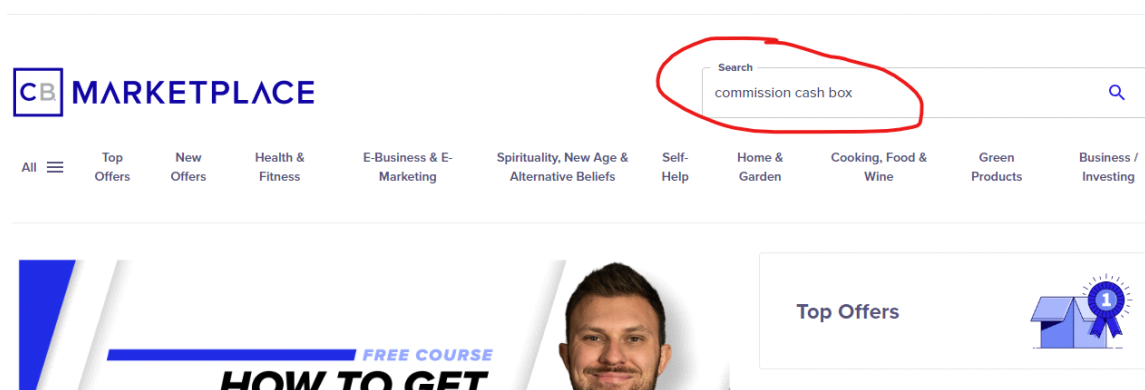 CB MARKETPLACE
Search
commission cash box
All
Top
Offers
New
Offers
Health &
Fitness
E-Business & E-
Marketing
Spirituality, New Age &
Alternative Beliefs
Self-
Help
Home &
Garden
Cooking, Food &
Wine
Green
Products
Business /
Investing
FREE COURSE
HOW TO GET
Top Offers
1